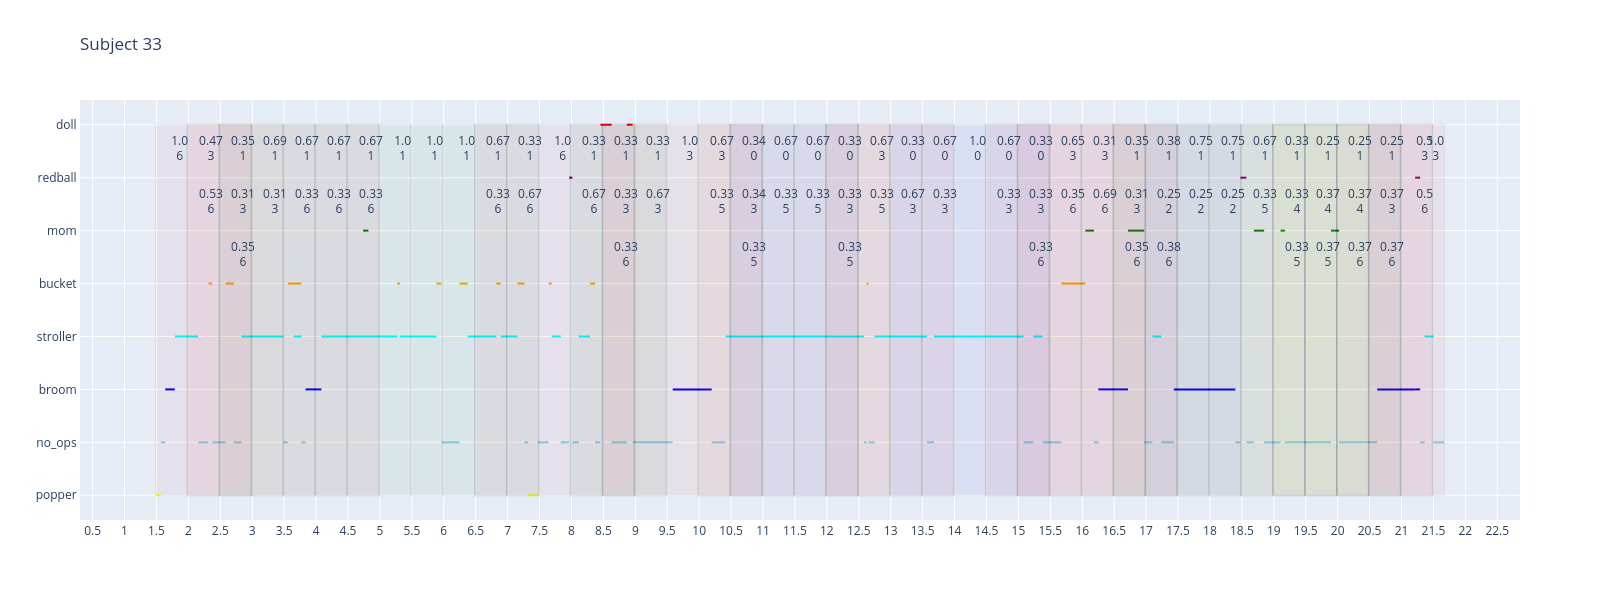 Subject 33
doll
1.0 0.47 0.35 0.69 0.67 0.67 0.67 1.0 1.0 1.0 0.67 0.33 1.0 0.33 0.33 0.33 1.0 0.67 0.34 0.67 0.67 0.33 0.67 0.33 0.67 1.0 0.67 0.33 0.65 0.31 0.35 0.38 0.75 0.75 0.67 0.33 0.25 0.25 0.25 0.5 1.0
6 3 1 1 1 1 1 1 1 1 1 1 6 1 1 1 3 3 0 0 0 0 3 0 0 0 0 0 3 3 1 1 1 1 1 1 1 1 1 3 3
redball
0.53 0.31 0.31 0.33 0.33 0.33 0.33 0.67 0.67 0.33 0.67 0.33 0.34 0.33 0.33 0.33 0.33 0.67 0.33 0.33 0.33 0.35 0.69 0.31 0.25 0.25 0.25 0.33 0.33 0.37 0.37 0.37 0.5
6 3 3 6 6 6 6 6 6 3 3 5 3 5 5 3 5 3 3 3 3 6 6 3 2 2 2 5 4 4 4 3 6
mom
0.35 0.33 0.33 0.33 0.33 0.35 0.38 0.33 0.37 0.37 0.37
6 6 5 5 6 6 6 5 5 6 6
bucket
stroller
broom
no_ops
popper
0.5 1 1.5 2 2.5 3 3.5 4 4.5 5 5.5 6 6.5 7 7.5 8 8.5 9 9.5 10 10.5 11 11.5 12 12.5 13 13.5 14 14.5 15 15.5 16 16.5 17 17.5 18 18.5 19 19.5 20 20.5 21 21.5 22 22.5